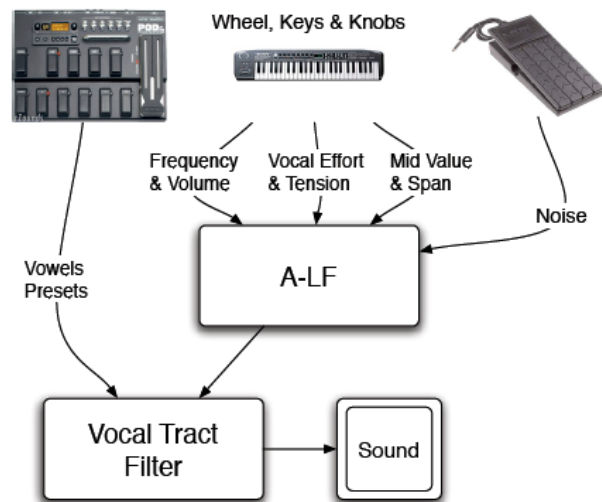 Wheel, Keys & Knobs
POD
Frequency
& Volume
Vocal Effort
& Tension
Mid Value
& Span
Noise
Vowels
Presets
A-LF
Vocal Tract
Filter
Sound